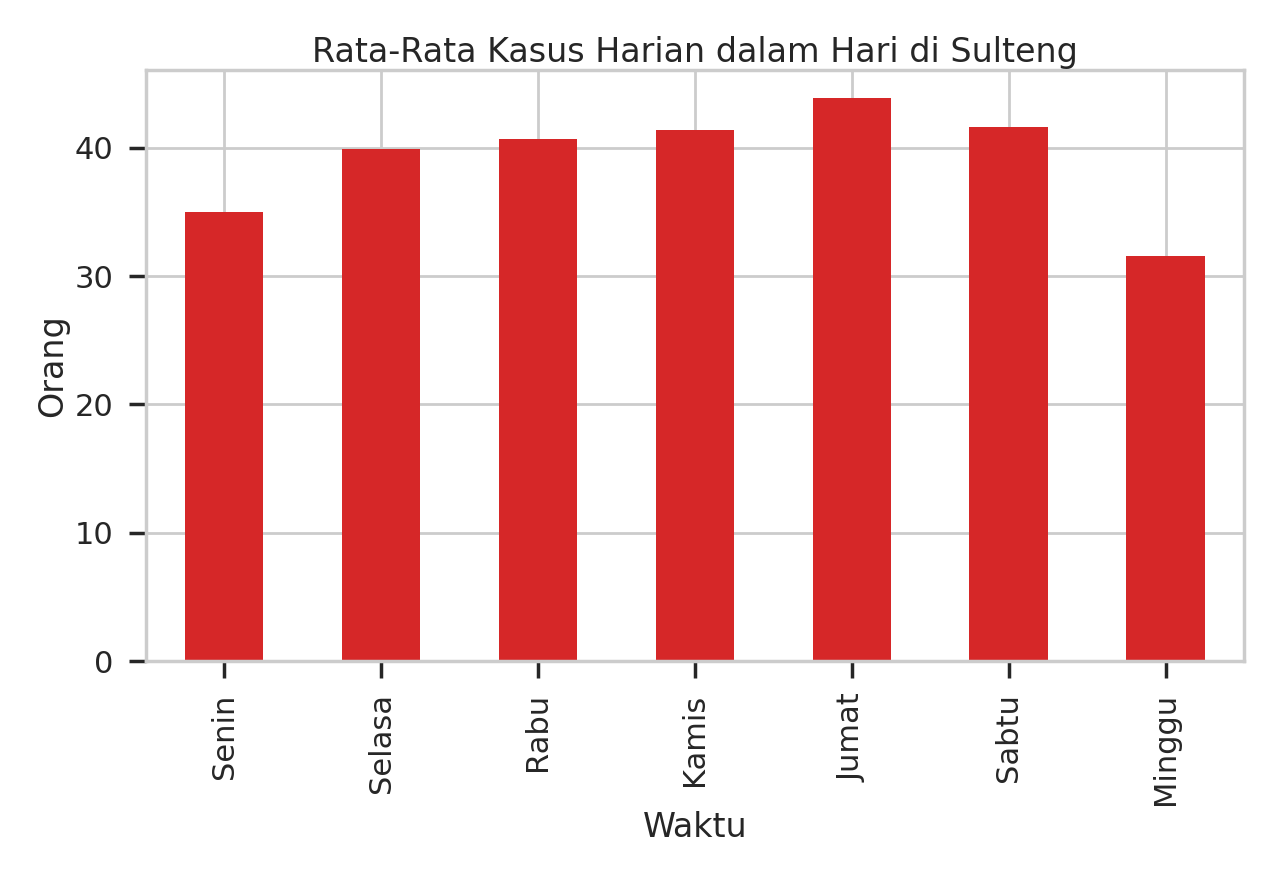 Rata-Rata Kasus Harian dalam Hari di Sulteng
Orang
40
30
20
10
0
Senin
Selasa
Rabu
Kamis
Jumat
Sabtu
Minggu
Waktu